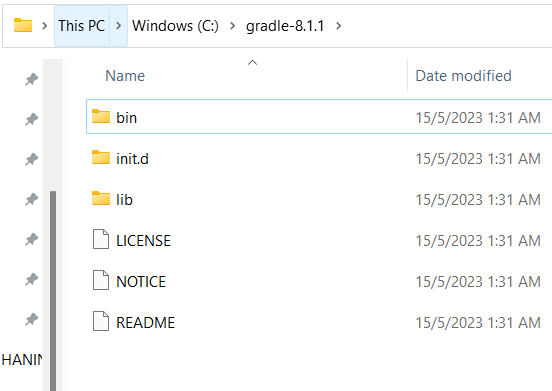 This PC > Windows (C:) > gradle-8.1.1 >
Name Date modified
bin 15/5/2023 1:31 AM
init.d 15/5/2023 1:31 AM
lib 15/5/2023 1:31 AM
LICENSE 15/5/2023 1:31 AM
NOTICE 15/5/2023 1:31 AM
README 15/5/2023 1:31 AM
HANIN